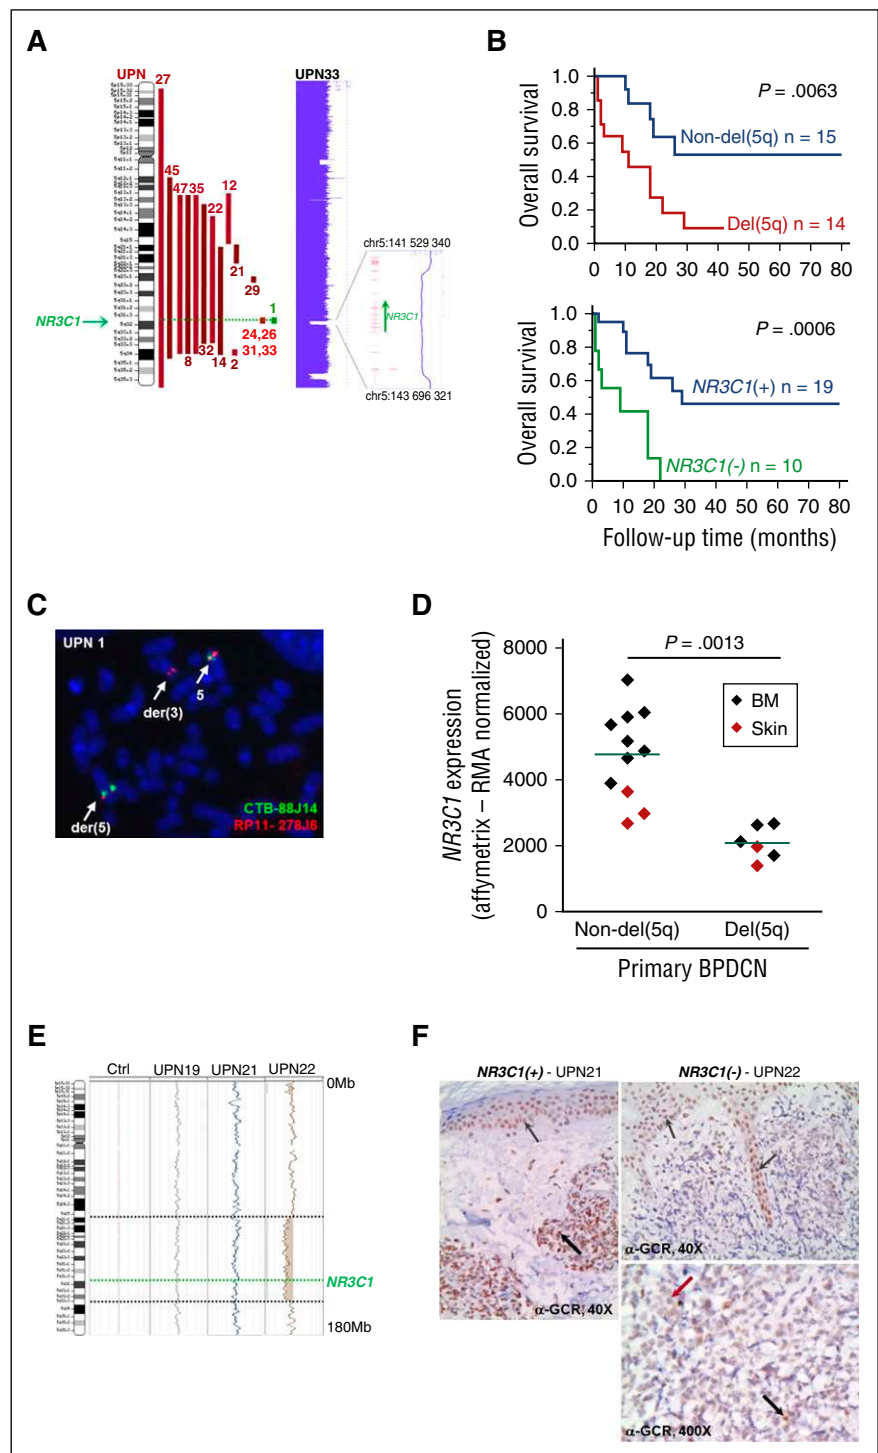 A
UPN
27
45
47
35
22
12
21
29
1
24,26
31,33
32
8
14
2
NR3C1
UPN33
chr5:141 529 340
NR3C1
chr5:143 696 321
B
Overall survival
1.0
0.8
0.6
0.4
0.2
0.0
P = .0063
Non-del(5q) n = 15
Del(5q) n = 14
0 10 20 30 40 50 60 70 80
Overall survival
1.0
0.8
0.6
0.4
0.2
0.0
P = .0006
NR3C1(+) n = 19
NR3C1(-) n = 10
0 10 20 30 40 50 60 70 80
Follow-up time (months)
C
UPN 1
der(3)
5
der(5)
CTB-88J14
RP11- 278J6
D
NR3C1 expression
(affymetrix – RMA normalized)
8000
6000
4000
2000
0
P = .0013
BM
Skin
Non-del(5q) Del(5q)
Primary BPDCN
E
Ctrl UPN19 UPN21 UPN22
0Mb
NR3C1
180Mb
F
NR3C1(+) - UPN21
α-GCR, 40X
NR3C1(-) - UPN22
α-GCR, 40X
α-GCR, 400X